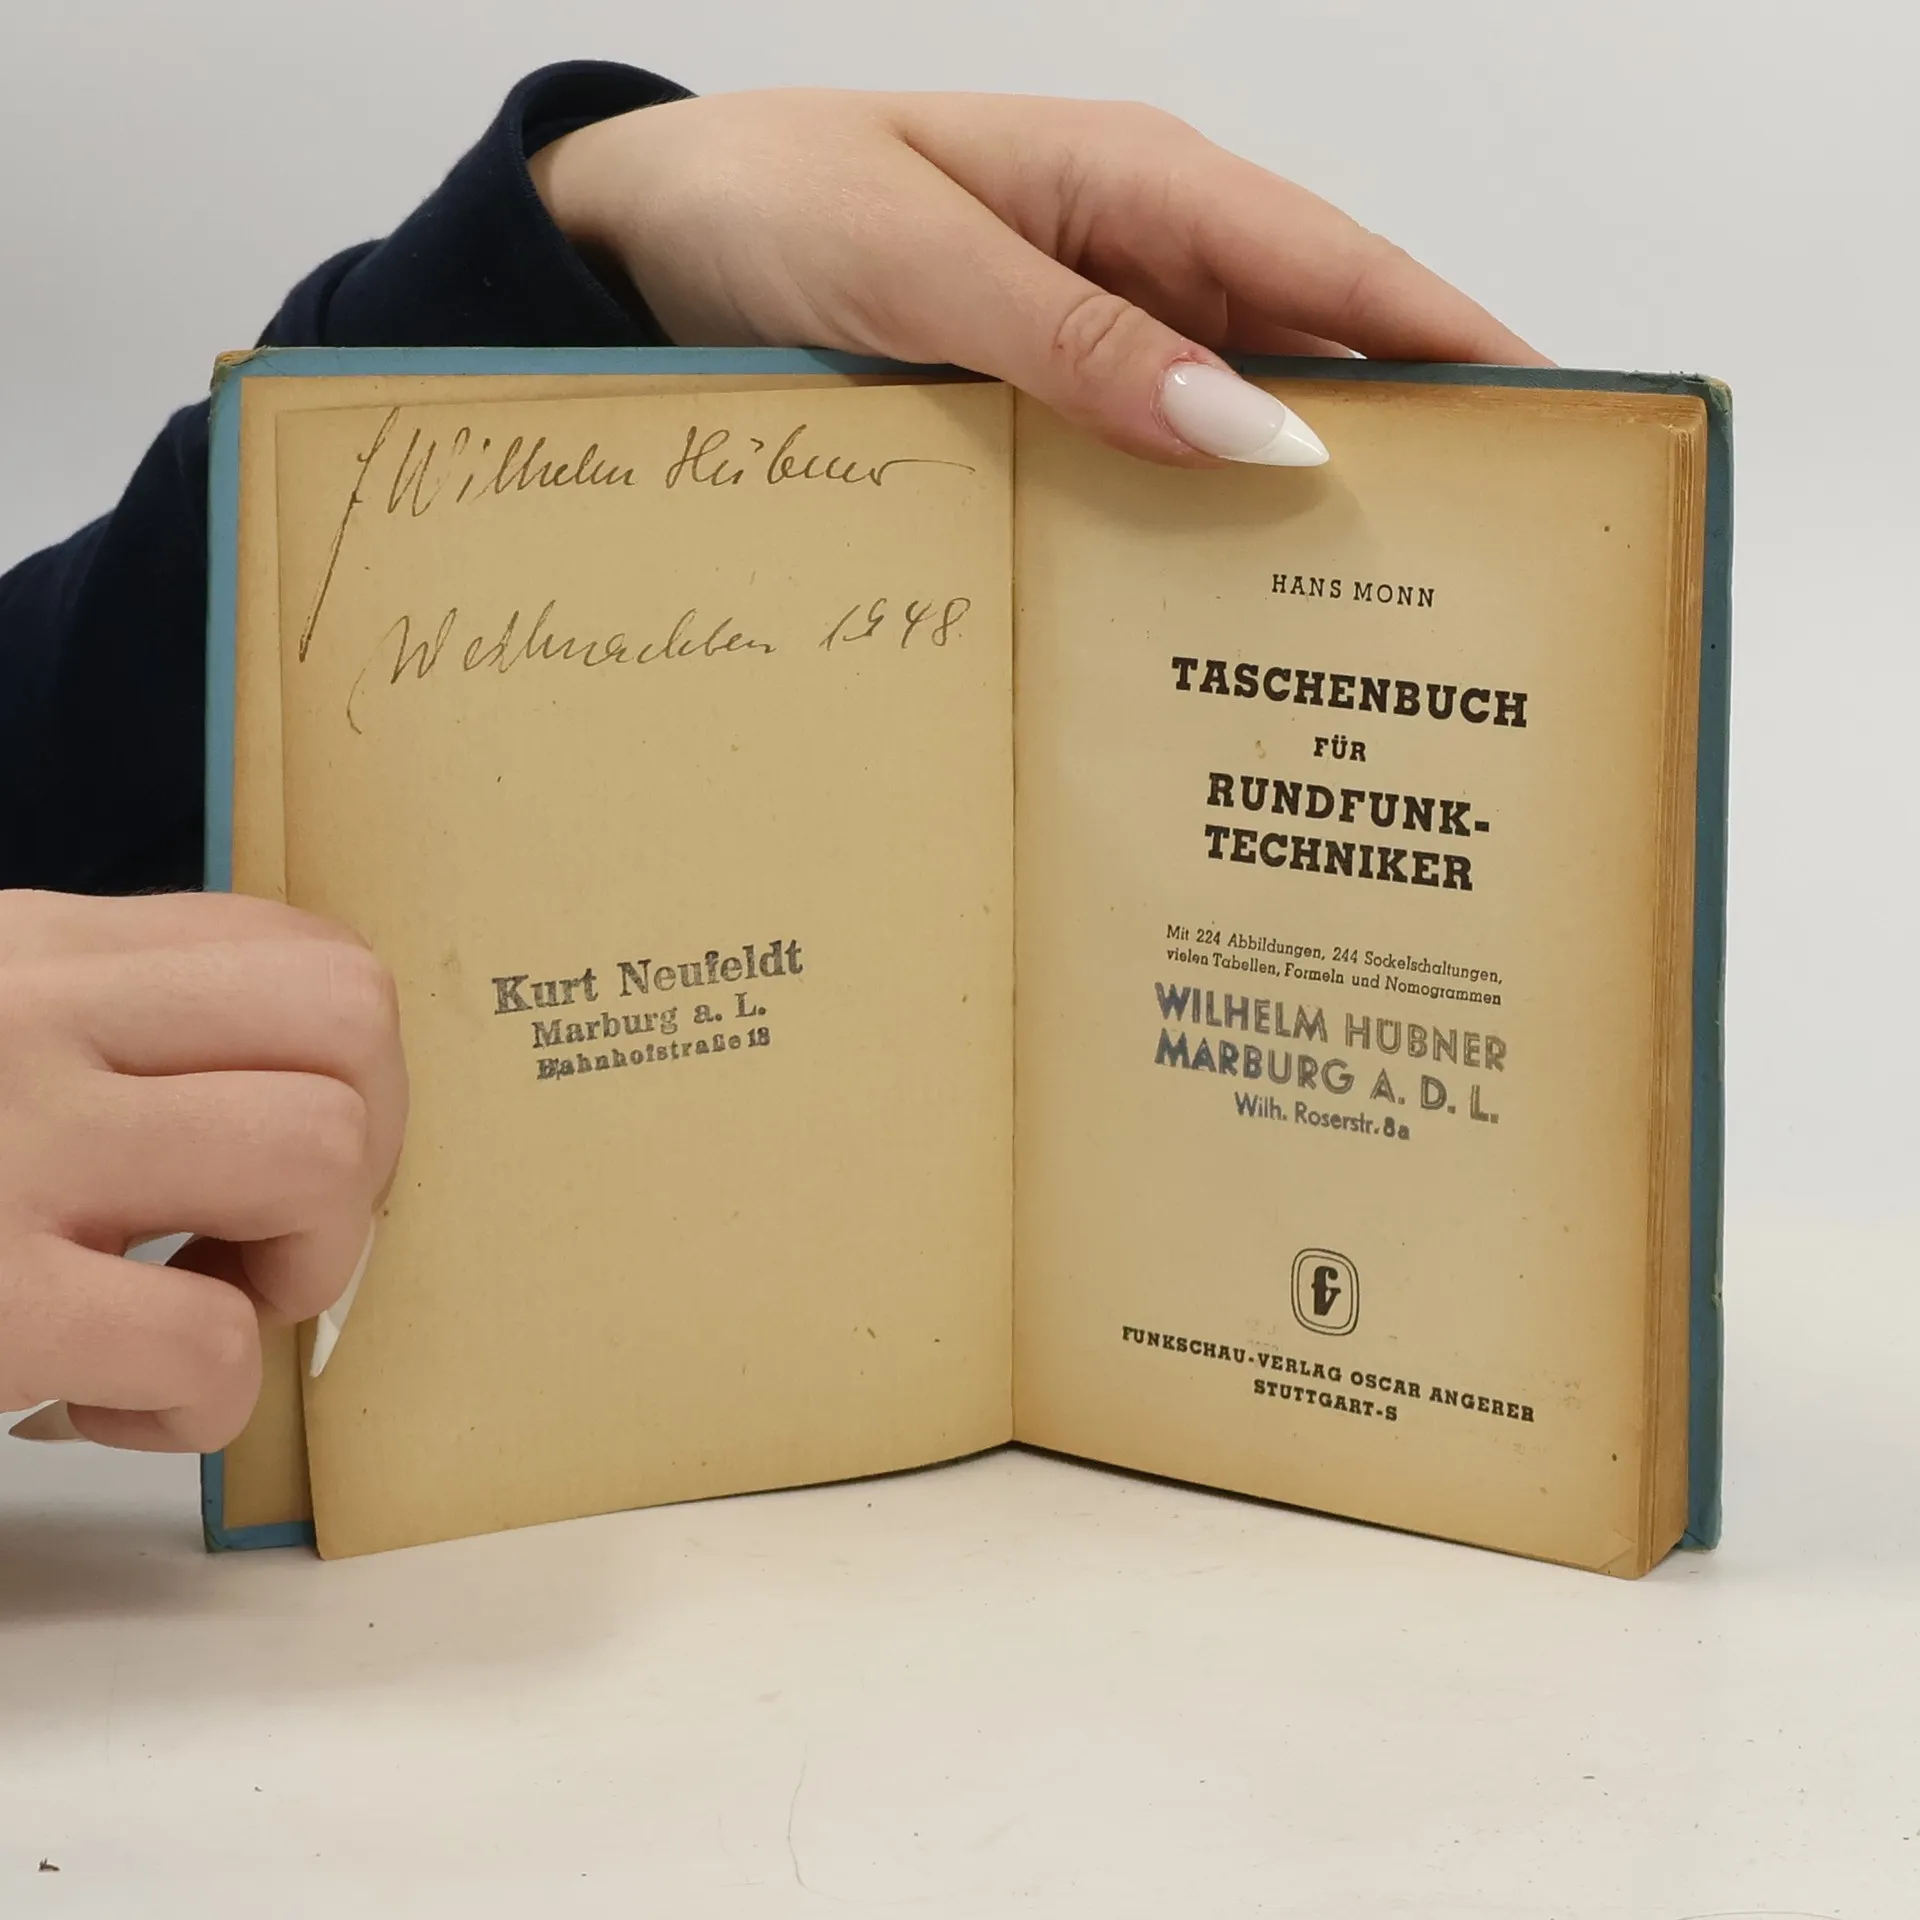 f Wilhelm Hübner
Weihnachten 1948.
Kurt Neufeldt
Marburg a. L.
Bahnhofstraße 18
HANS MONN
TASCHENBUCH
FÜR
RUNDFUNK-
TECHNIKER
Mit 224 Abbildungen, 244 Sockelschaltungen,
vielen Tabellen, Formeln und Nomogrammen
WILHELM HÜBNER
MARBURG A. D. L.
Wilh. Roserstr. 8a
fv
FUNKSCHAU-VERLAG OSCAR ANGERER
STUTTGART-S